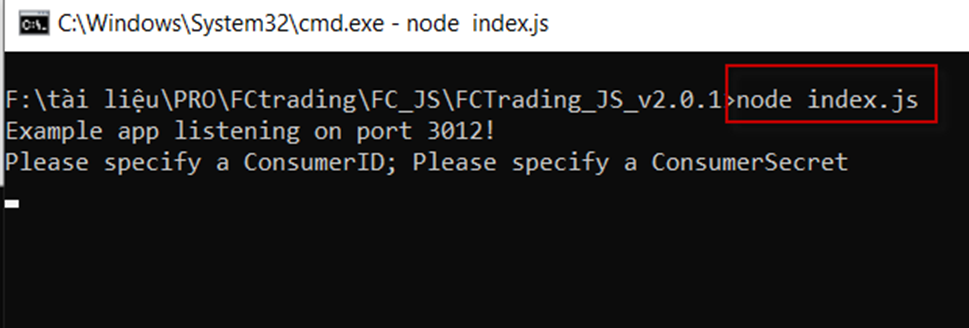 C:\Windows\System32\cmd.exe - node  index.js
F:\tài liệu\PRO\FCtrading\FC_JS\FCTrading_JS_v2.0.1>node index.js
Example app listening on port 3012!
Please specify a ConsumerID; Please specify a ConsumerSecret